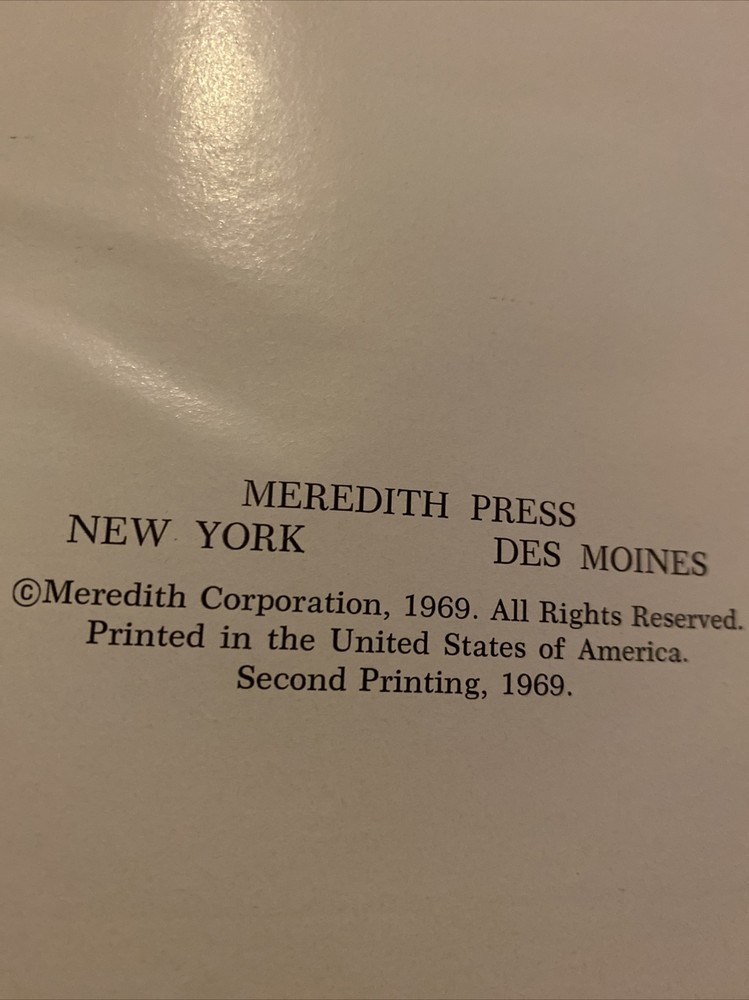 MEREDITH PRESS
NEW YORK DES MOINES
©Meredith Corporation, 1969. All Rights Reserved.
Printed in the United States of America.
Second Printing, 1969.